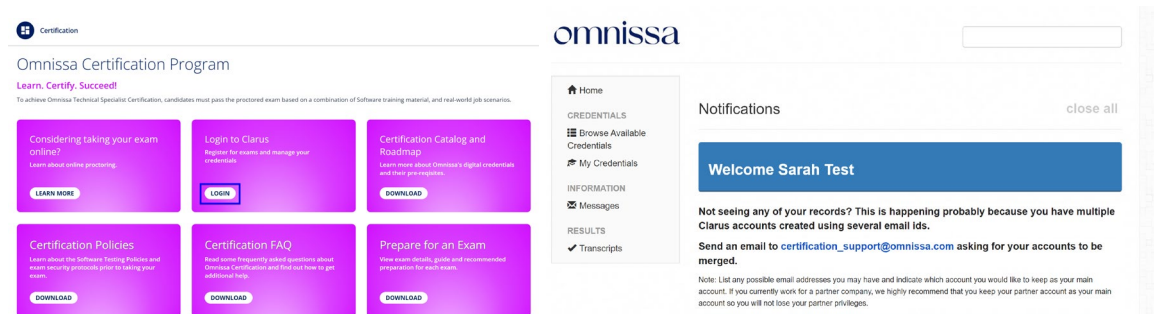 Certification
Omnissa Certification Program
Learn. Certify. Succeed!
To achieve Omnissa Technical Specialist Certification, candidates must pass the proctored exam based on a combination of Software training material, and real-world job scenarios.
Considering taking your exam
online?
Learn about online proctoring.
LEARN MORE
Login to Clarus
Register for exams and manage your
credentials
LOGIN
Certification Catalog and
Roadmap
Learn more about Omnissa's digital credentials
and their pre-reqisites.
DOWNLOAD
Certification Policies
Learn about the Software Testing Policies and
exam security protocols prior to taking your
exam.
DOWNLOAD
Certification FAQ
Read some frequently asked questions about
Omnissa Certification and find out how to get
additional help.
DOWNLOAD
Prepare for an Exam
View exam details, guide and recommended
preparation for each exam.
DOWNLOAD
omnissa
Home
CREDENTIALS
Browse Available
Credentials
My Credentials
INFORMATION
Messages
RESULTS
Transcripts
Notifications
close all
Welcome Sarah Test
Not seeing any of your records? This is happening probably because you have multiple
Clarus accounts created using several email ids.
Send an email to certification_support@omnissa.com asking for your accounts to be
merged.
Note: List any possible email addresses you may have and indicate which account you would like to keep as your main
account. If you currently work for a partner company, we highly recommend that you keep your partner account as your main
account so you will not lose your partner privileges.